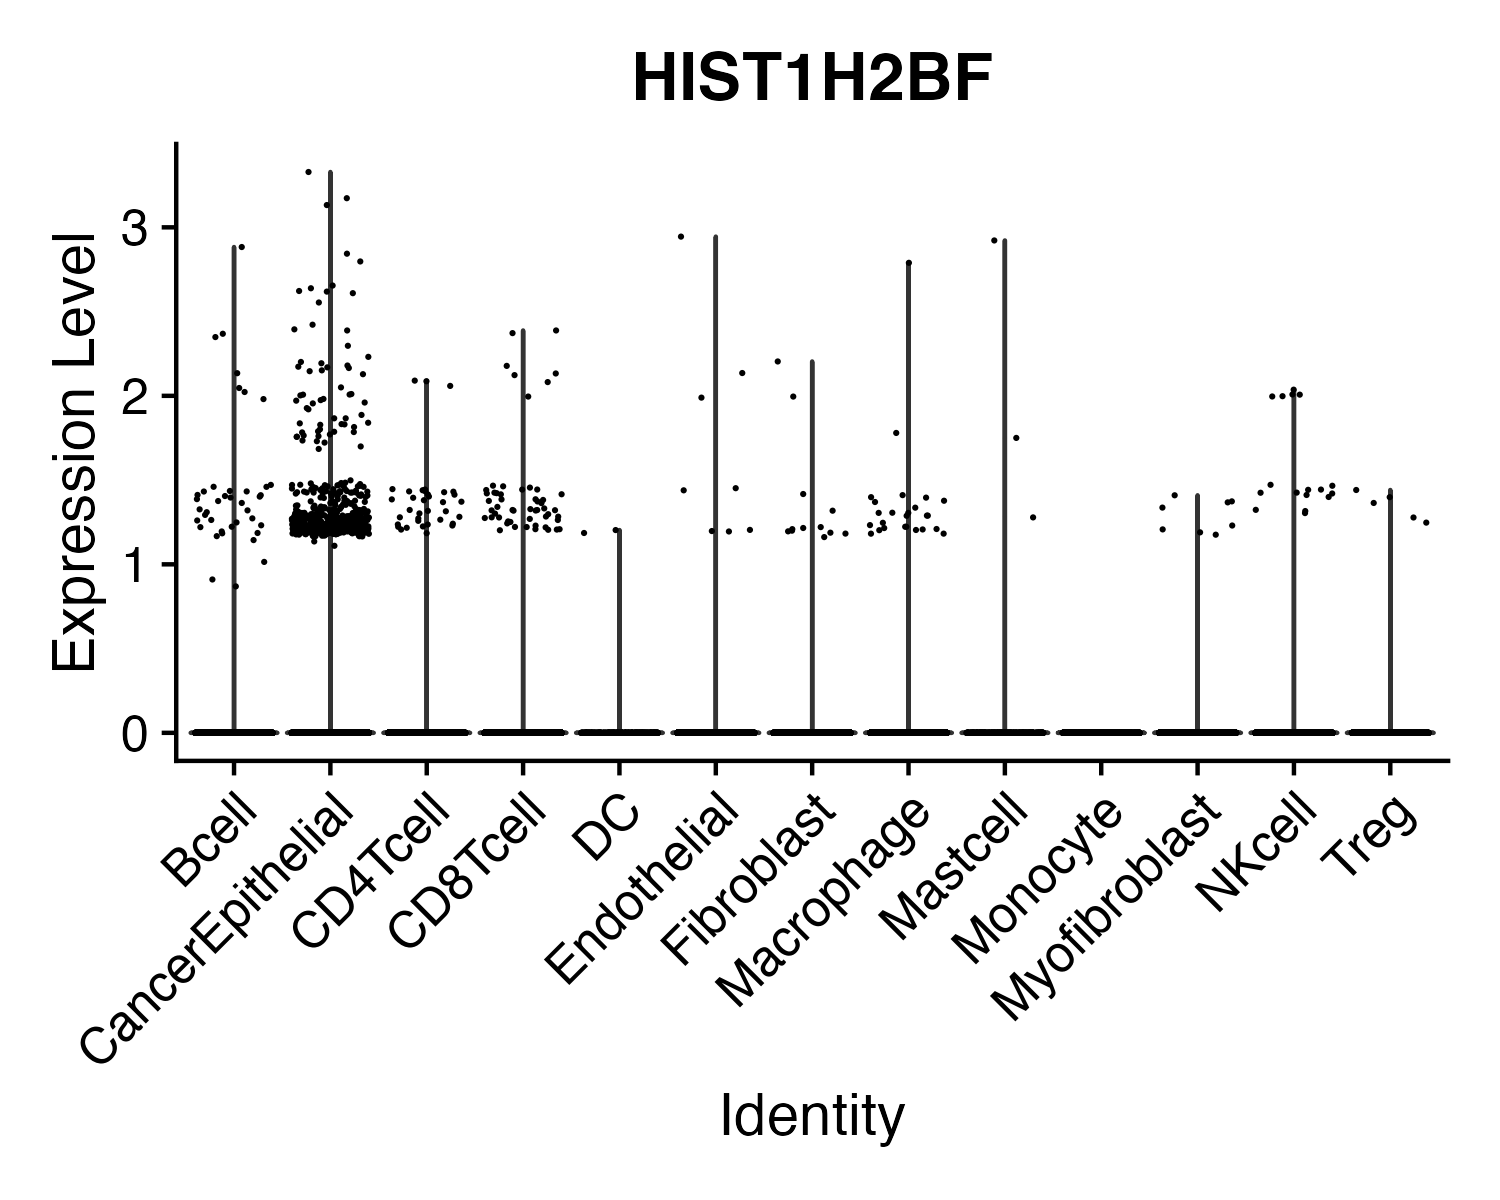 HIST1H2BF
Expression Level
3
2
1
0
Bcell
CancerEpithelial
CD4Tcell
CD8Tcell
DC
Endothelial
Fibroblast
Macrophage
Mastcell
Monocyte
Myofibroblast
NKcell
Treg
Identity